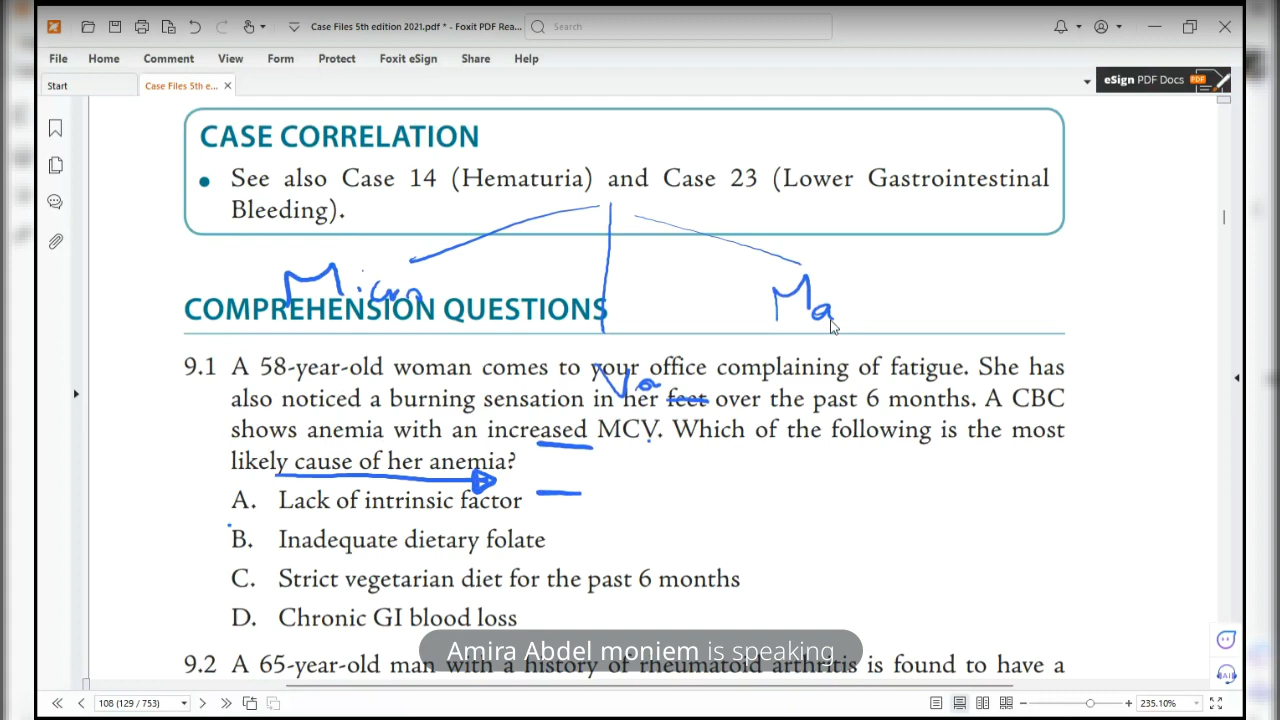 Case Files 5th edition 2021.pdf * - Foxit PDF Rea...
Search
File Home Comment View Form Protect Foxit eSign Share Help
Start
Case Files 5th e...
eSign PDF Docs
CASE CORRELATION
• See also Case 14 (Hematuria) and Case 23 (Lower Gastrointestinal
Bleeding).
Micro
Ma
COMPREHENSION QUESTIONS
9.1 A 58-year-old woman comes to your office complaining of fatigue. She has
also noticed a burning sensation in her feet over the past 6 months. A CBC
shows anemia with an increased MCV. Which of the following is the most
likely cause of her anemia?
A. Lack of intrinsic factor
B. Inadequate dietary folate
C. Strict vegetarian diet for the past 6 months
D. Chronic GI blood loss
Amira Abdel moniem is speaking
9.2 A 65-year-old man with a history of rheumatoid arthritis is found to have a
108 (129 / 753)
235.10%